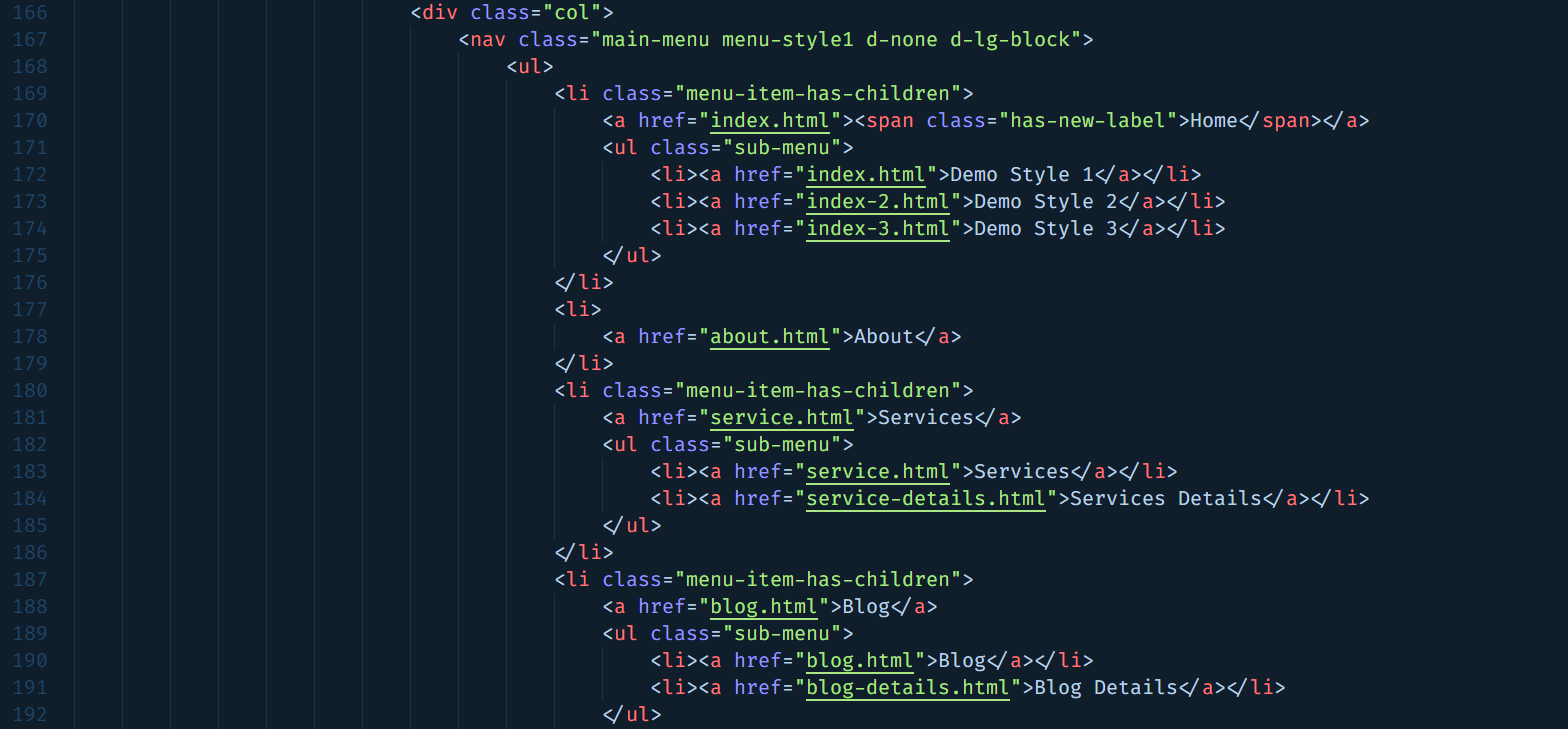 166 <div class="col">
167 <nav class="main-menu menu-style1 d-none d-lg-block">
168 <ul>
169 <li class="menu-item-has-children">
170 <a href="index.html"><span class="has-new-label">Home</span></a>
171 <ul class="sub-menu">
172 <li><a href="index.html">Demo Style 1</a></li>
173 <li><a href="index-2.html">Demo Style 2</a></li>
174 <li><a href="index-3.html">Demo Style 3</a></li>
175 </ul>
176 </li>
177 <li>
178 <a href="about.html">About</a>
179 </li>
180 <li class="menu-item-has-children">
181 <a href="service.html">Services</a>
182 <ul class="sub-menu">
183 <li><a href="service.html">Services</a></li>
184 <li><a href="service-details.html">Services Details</a></li>
185 </ul>
186 </li>
187 <li class="menu-item-has-children">
188 <a href="blog.html">Blog</a>
189 <ul class="sub-menu">
190 <li><a href="blog.html">Blog</a></li>
191 <li><a href="blog-details.html">Blog Details</a></li>
192 </ul>